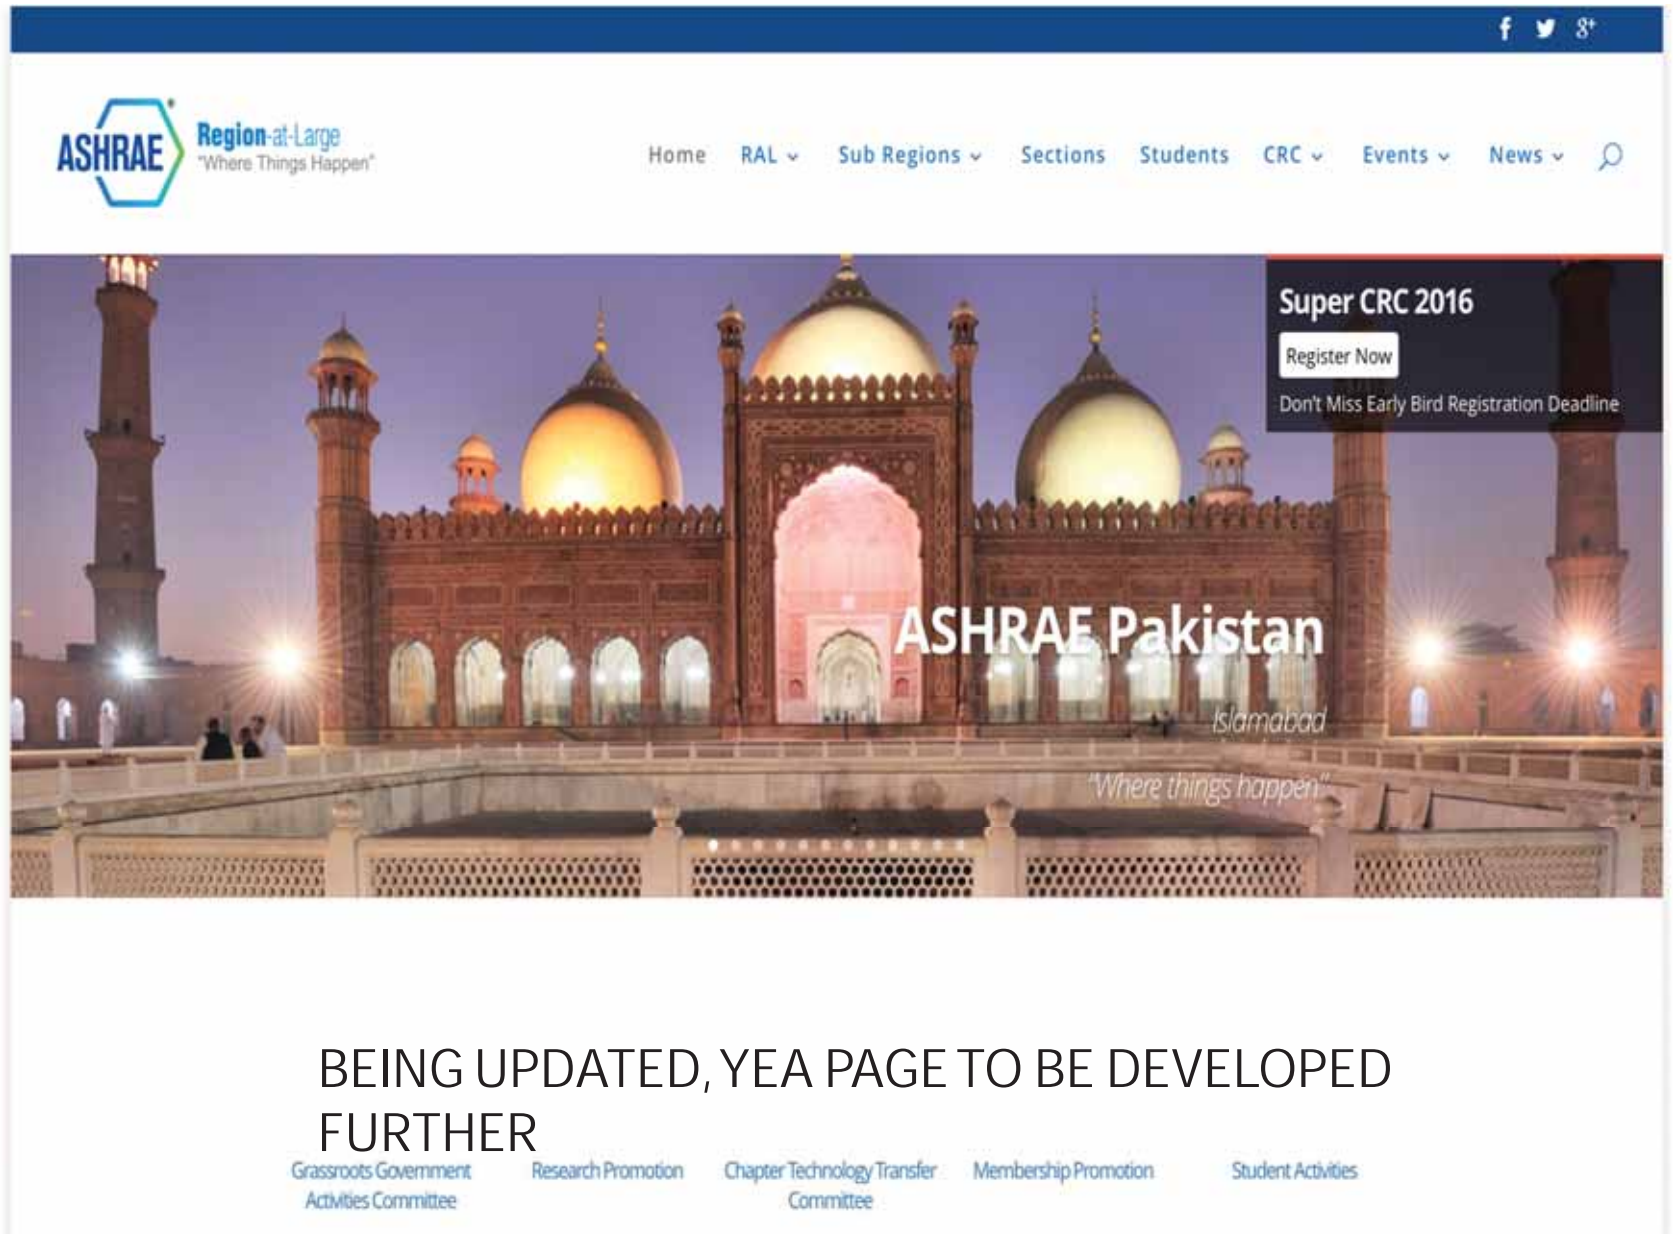 f 8+
ASHRAE
Region-at-Large
"Where Things Happen"
Home RAL Sub Regions Sections Students CRC Events News
Super CRC 2016
Register Now
Don't Miss Early Bird Registration Deadline
ASHRAE Pakistan
Islamabad
"Where things happen"
BEING UPDATED, YEA PAGE TO BE DEVELOPED
FURTHER
Grassroots Government Research Promotion Chapter Technology Transfer Membership Promotion Student Activities
Activities Committee Committee